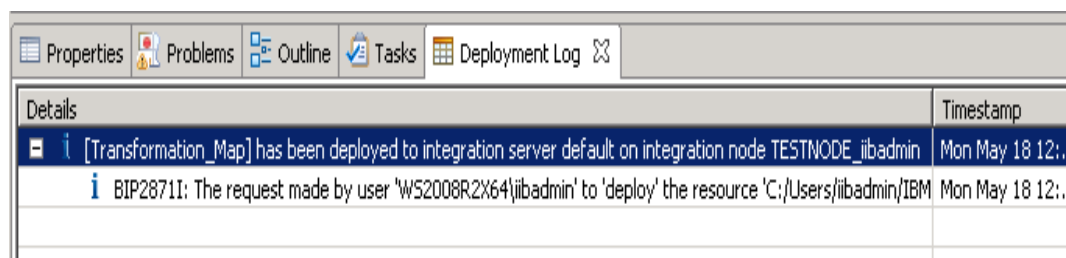 Properties Problems Outline Tasks Deployment Log
Details Timestamp
[Transformation_Map] has been deployed to integration server default on integration node TESTNODE_iibadmin Mon May 18 12:..
BIP2871I: The request made by user 'WS2008R2X64\iibadmin' to 'deploy' the resource 'C:/Users/iibadmin/IBM Mon May 18 12:..